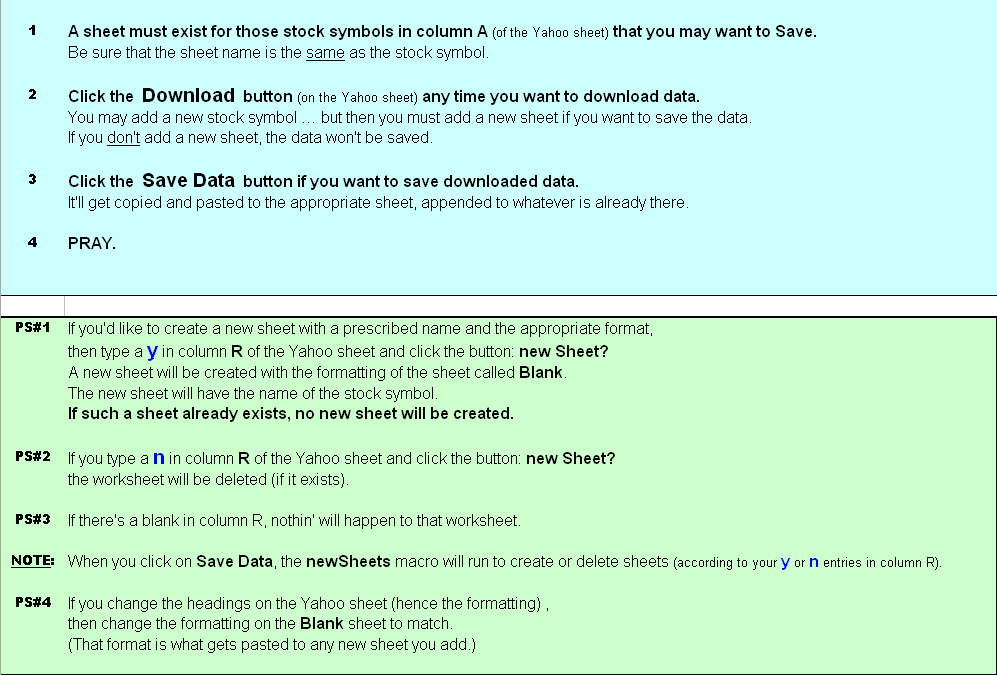 1 A sheet must exist for those stock symbols in column A (of the Yahoo sheet) that you may want to Save.
Be sure that the sheet name is the same as the stock symbol.
2 Click the Download button (on the Yahoo sheet) any time you want to download data.
You may add a new stock symbol ... but then you must add a new sheet if you want to save the data.
If you don't add a new sheet, the data won't be saved.
3 Click the Save Data button if you want to save downloaded data.
It'll get copied and pasted to the appropriate sheet, appended to whatever is already there.
4 PRAY.
PS#1 If you'd like to create a new sheet with a prescribed name and the appropriate format,
then type a y in column R of the Yahoo sheet and click the button: new Sheet?
A new sheet will be created with the formatting of the sheet called Blank.
The new sheet will have the name of the stock symbol.
If such a sheet already exists, no new sheet will be created.
PS#2 If you type a n in column R of the Yahoo sheet and click the button: new Sheet?
the worksheet will be deleted (if it exists).
PS#3 If there's a blank in column R, nothin' will happen to that worksheet.
NOTE: When you click on Save Data, the newSheets macro will run to create or delete sheets (according to your y or n entries in column R).
PS#4 If you change the headings on the Yahoo sheet (hence the formatting) ,
then change the formatting on the Blank sheet to match.
(That format is what gets pasted to any new sheet you add.)